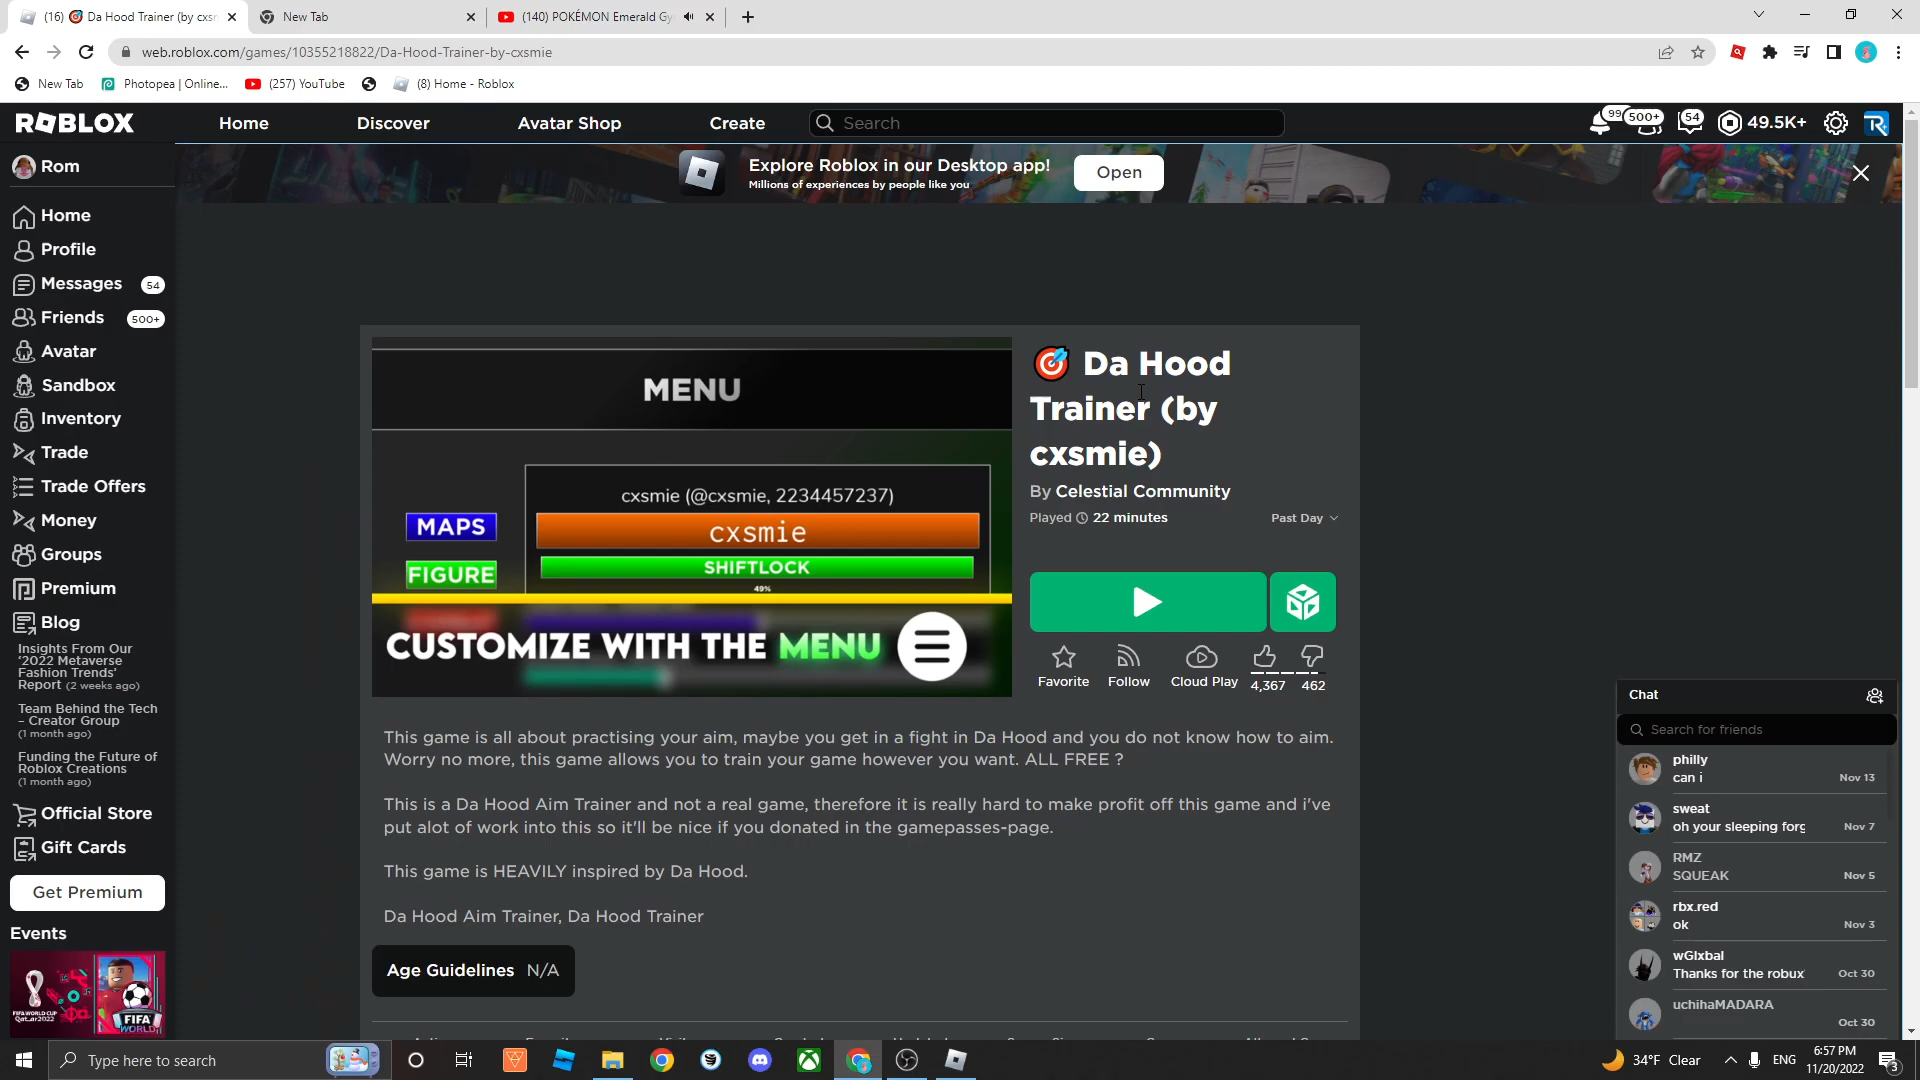 (16) 🎯 Da Hood Trainer (by cxsm
New Tab
(140) POKÉMON Emerald Gy
web.roblox.com/games/10355218822/Da-Hood-Trainer-by-cxsmie
New Tab
Photopea | Online...
(257) YouTube
(8) Home - Roblox
ROBLOX
Home
Discover
Avatar Shop
Create
Search
99
500+
54
49.5K+
Rom
Explore Roblox in our Desktop app!
Millions of experiences by people like you
Open
Home
Profile
Messages 54
Friends 500+
Avatar
Sandbox
Inventory
Trade
Trade Offers
Money
Groups
Premium
Blog
Insights From Our
‘2022 Metaverse
Fashion Trends’
Report (2 weeks ago)
Team Behind the Tech
– Creator Group
(1 month ago)
Funding the Future of
Roblox Creations
(1 month ago)
Official Store
Gift Cards
Get Premium
Events
FIFA WORLD CUP
Qatar2022
FIFA
WORLD
MENU
cxsmie (@cxsmie, 2234457237)
MAPS
cxsmie
FIGURE
SHIFTLOCK
49%
CUSTOMIZE WITH THE MENU
🎯 Da Hood
Trainer (by
cxsmie)
By Celestial Community
Played 22 minutes
Past Day
Favorite
Follow
Cloud Play
4,367
462
This game is all about practising your aim, maybe you get in a fight in Da Hood and you do not know how to aim.
Worry no more, this game allows you to train your game however you want. ALL FREE ?
This is a Da Hood Aim Trainer and not a real game, therefore it is really hard to make profit off this game and i've
put alot of work into this so it'll be nice if you donated in the gamepasses-page.
This game is HEAVILY inspired by Da Hood.
Da Hood Aim Trainer, Da Hood Trainer
Age Guidelines N/A
Chat
Search for friends
philly
can i Nov 13
sweat
oh your sleeping forg Nov 7
RMZ
SQUEAK Nov 5
rbx.red
ok Nov 3
wGlxbal
Thanks for the robux Oct 30
uchihaMADARA
Oct 30
Type here to search
34°F Clear
ENG
6:57 PM
11/20/2022
3